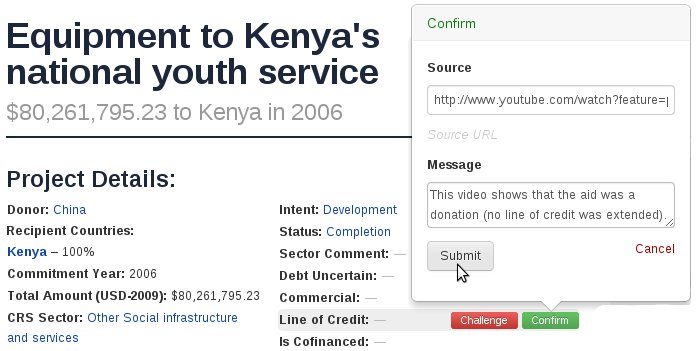 Equipment to Kenya's
national youth service
$80,261,795.23 to Kenya in 2006
Project Details:
Donor: China
Recipient Countries:
Kenya – 100%
Commitment Year: 2006
Total Amount (USD-2009): $80,261,795.23
CRS Sector: Other Social infrastructure
and services
Intent: Development
Status: Completion
Sector Comment: —
Debt Uncertain: —
Commercial: —
Line of Credit: —
Challenge
Confirm
Is Cofinanced: —
Confirm
Source
http://www.youtube.com/watch?feature=
Source URL
Message
This video shows that the aid was a
donation (no line of credit was extended).
Submit
Cancel